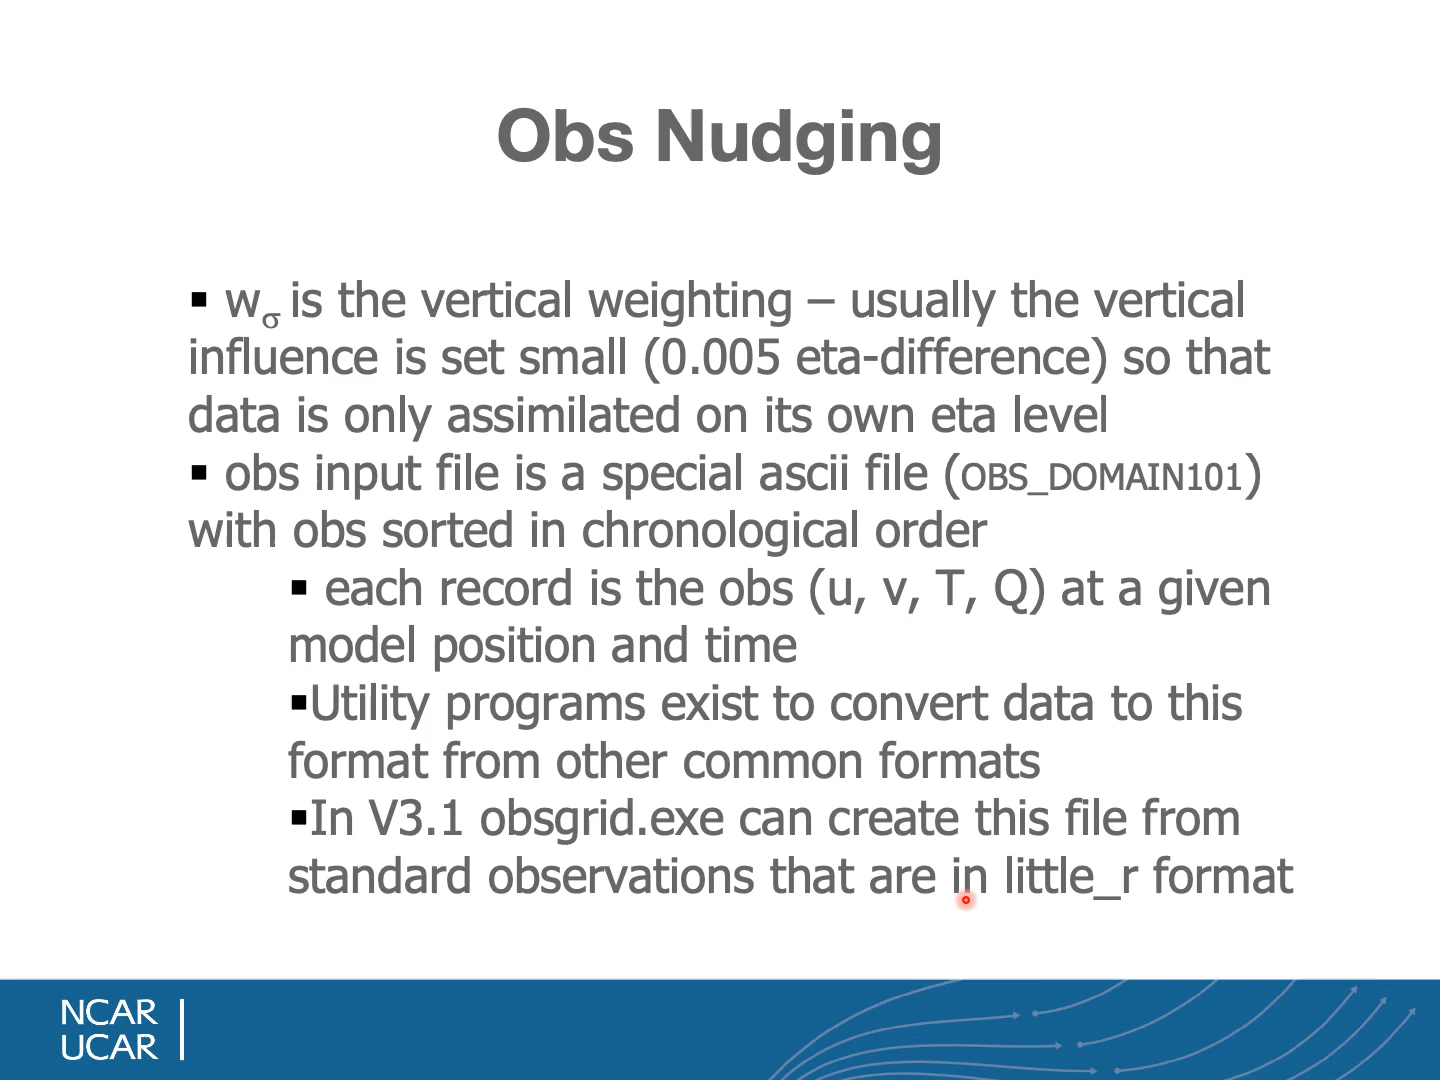 Obs Nudging
▪ wσ is the vertical weighting – usually the vertical
influence is set small (0.005 eta-difference) so that
data is only assimilated on its own eta level
▪ obs input file is a special ascii file (OBS_DOMAIN101)
with obs sorted in chronological order
▪ each record is the obs (u, v, T, Q) at a given
model position and time
▪Utility programs exist to convert data to this
format from other common formats
▪In V3.1 obsgrid.exe can create this file from
standard observations that are in little_r format
NCAR
UCAR